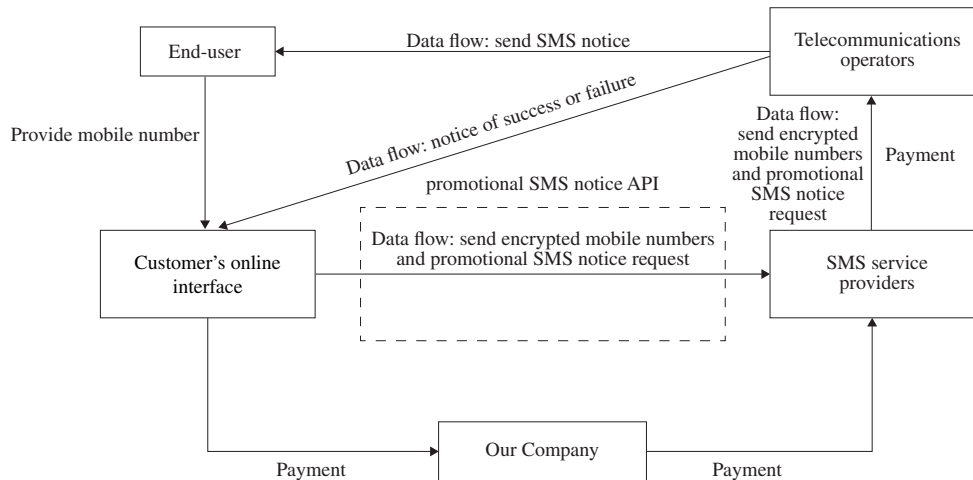 Data flow: send SMS notice
End-user
Telecommunications
operators
Provide mobile number
Data flow: notice of success or failure
Data flow:
send encrypted
mobile numbers
and promotional
SMS notice
request
Payment
promotional SMS notice API
Customer's online
interface
Data flow: send encrypted mobile numbers
and promotional SMS notice request
SMS service
providers
Our Company
Payment
Payment